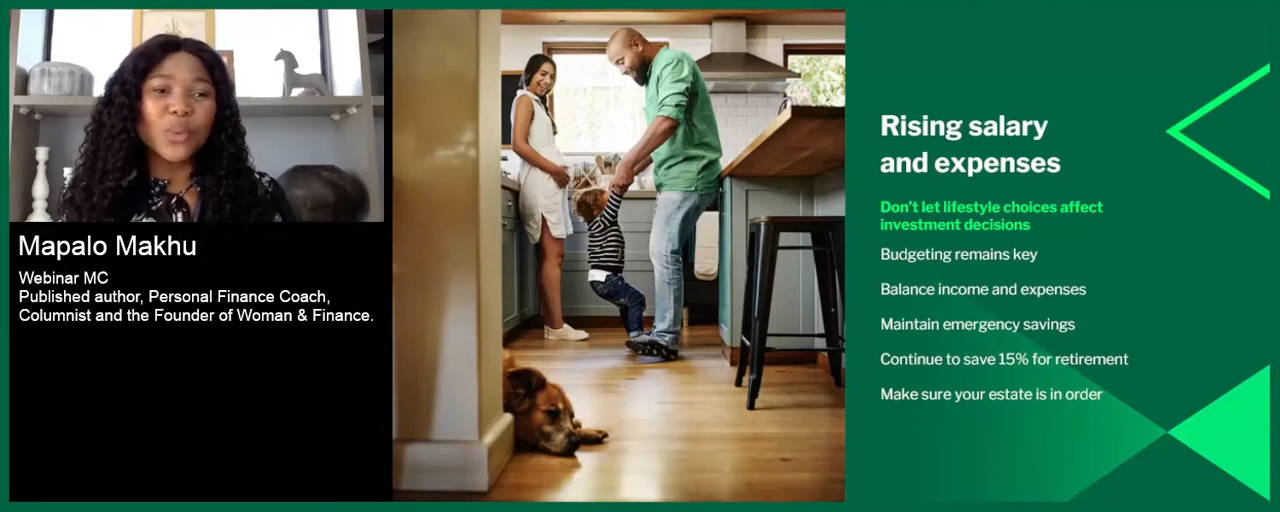 Mapalo Makhu
Webinar MC
Published author, Personal Finance Coach,
Columnist and the Founder of Woman & Finance.
Rising salary
and expenses
Don't let lifestyle choices affect
investment decisions
Budgeting remains key
Balance income and expenses
Maintain emergency savings
Continue to save 15% for retirement
Make sure your estate is in order